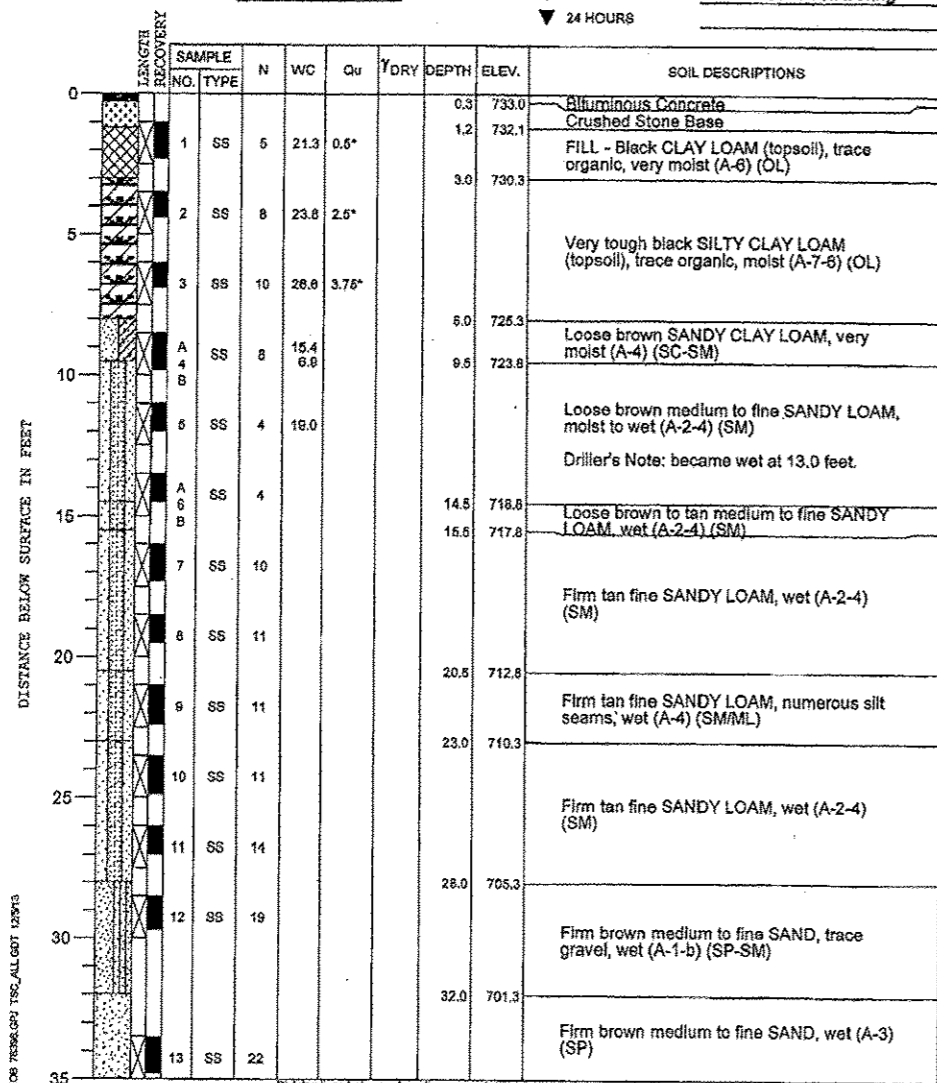 ▼ 24 HOURS
LENGTH
RECOVERY
SAMPLE
NO. TYPE N WC Qu γDRY DEPTH ELEV. SOIL DESCRIPTIONS
0
0.3 733.0 Bituminous Concrete
Crushed Stone Base
1.2 732.1
1 SS 5 21.3 0.5* FILL - Black CLAY LOAM (topsoil), trace
organic, very moist (A-6) (OL)
3.0 730.3
2 SS 8 23.8 2.5*
5
Very tough black SILTY CLAY LOAM
(topsoil), trace organic, moist (A-7-6) (OL)
3 SS 10 28.6 3.75*
8.0 725.3
Loose brown SANDY CLAY LOAM, very
moist (A-4) (SC-SM)
A 15.4
4 SS 8 6.9
B
9.5 723.8
10
Loose brown medium to fine SANDY LOAM,
moist to wet (A-2-4) (SM)
5 SS 4 19.0
Driller's Note: became wet at 13.0 feet.
A
6 SS 4
B
14.5 718.8
15
Loose brown to tan medium to fine SANDY
LOAM, wet (A-2-4) (SM)
15.5 717.8
7 SS 10
Firm tan fine SANDY LOAM, wet (A-2-4)
(SM)
8 SS 11
20
20.5 712.8
9 SS 11 Firm tan fine SANDY LOAM, numerous silt
seams, wet (A-4) (SM/ML)
23.0 710.3
10 SS 11
25
Firm tan fine SANDY LOAM, wet (A-2-4)
(SM)
11 SS 14
28.0 705.3
12 SS 19
30
Firm brown medium to fine SAND, trace
gravel, wet (A-1-b) (SP-SM)
32.0 701.3
Firm brown medium to fine SAND, wet (A-3)
(SP)
13 SS 22
35
DISTANCE BELOW SURFACE IN FEET
TSC_ALL.GDT 12/5/13